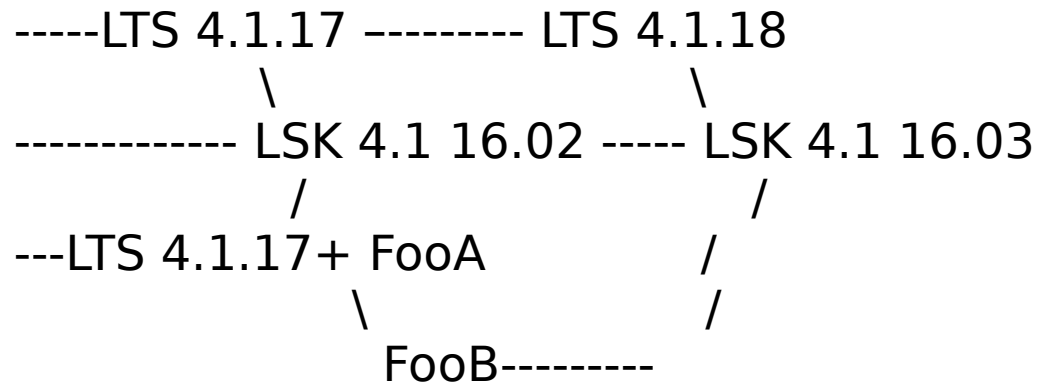 -----LTS 4.1.17 --------- LTS 4.1.18
\ \
------------- LSK 4.1 16.02 ----- LSK 4.1 16.03
/ /
---LTS 4.1.17+ FooA /
\ /
FooB---------